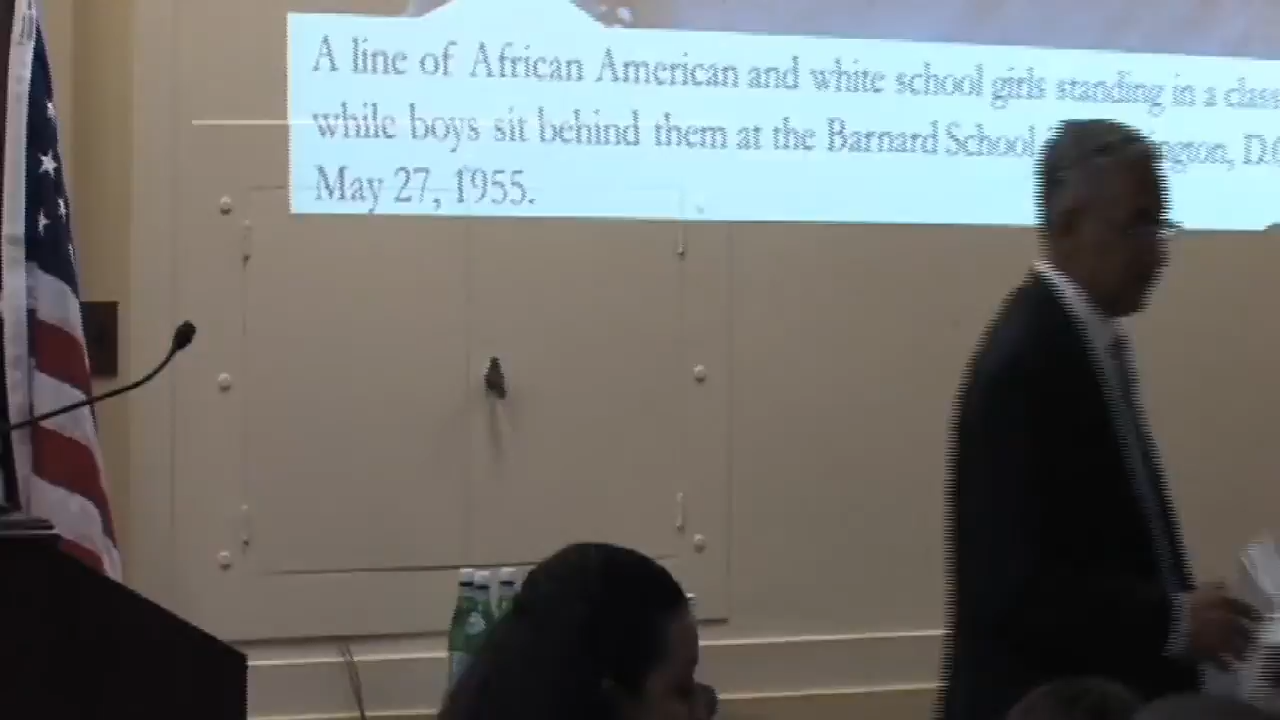 A line of African American and white school girls standing in a class
while boys sit behind them at the Barnard School
May 27, 1955.